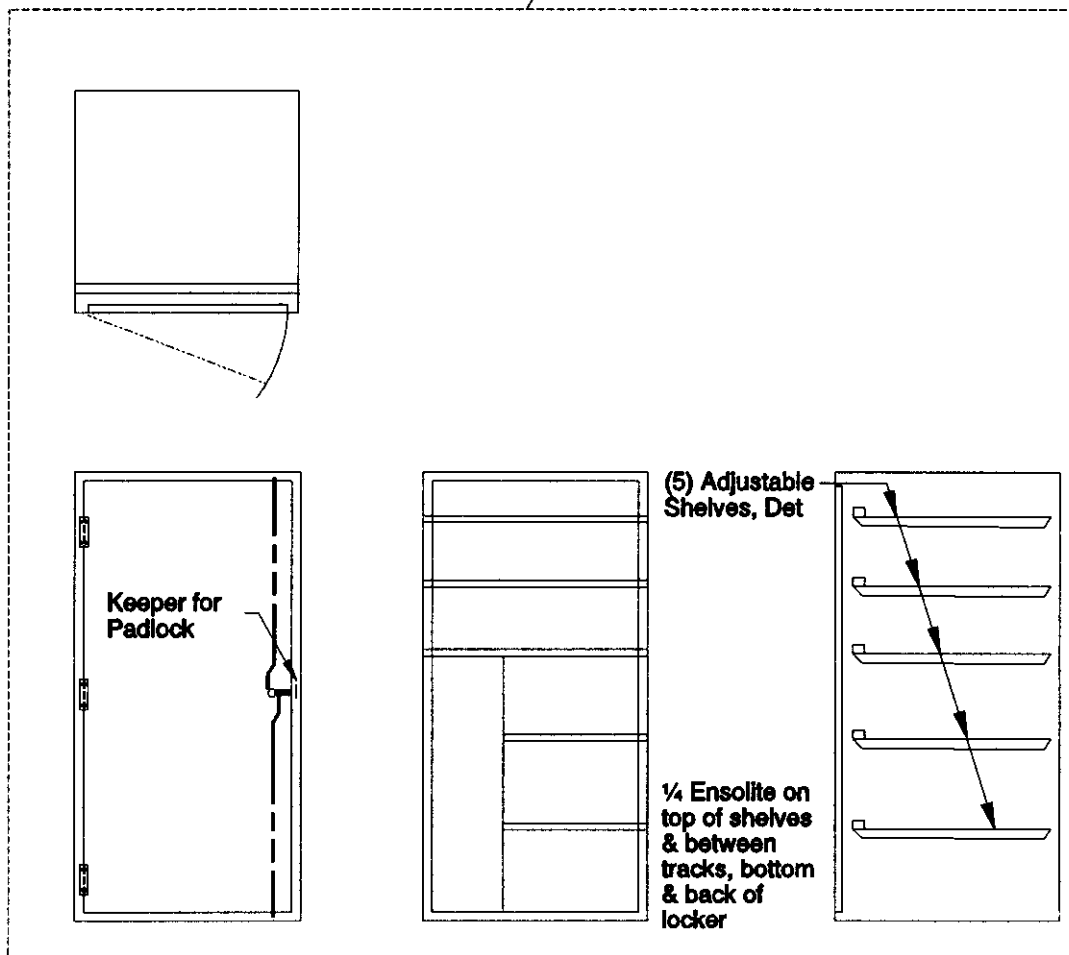 (5) Adjustable
Shelves, Det
Keeper for
Padlock
¼ Ensolite on
top of shelves
& between
tracks, bottom
& back of
locker